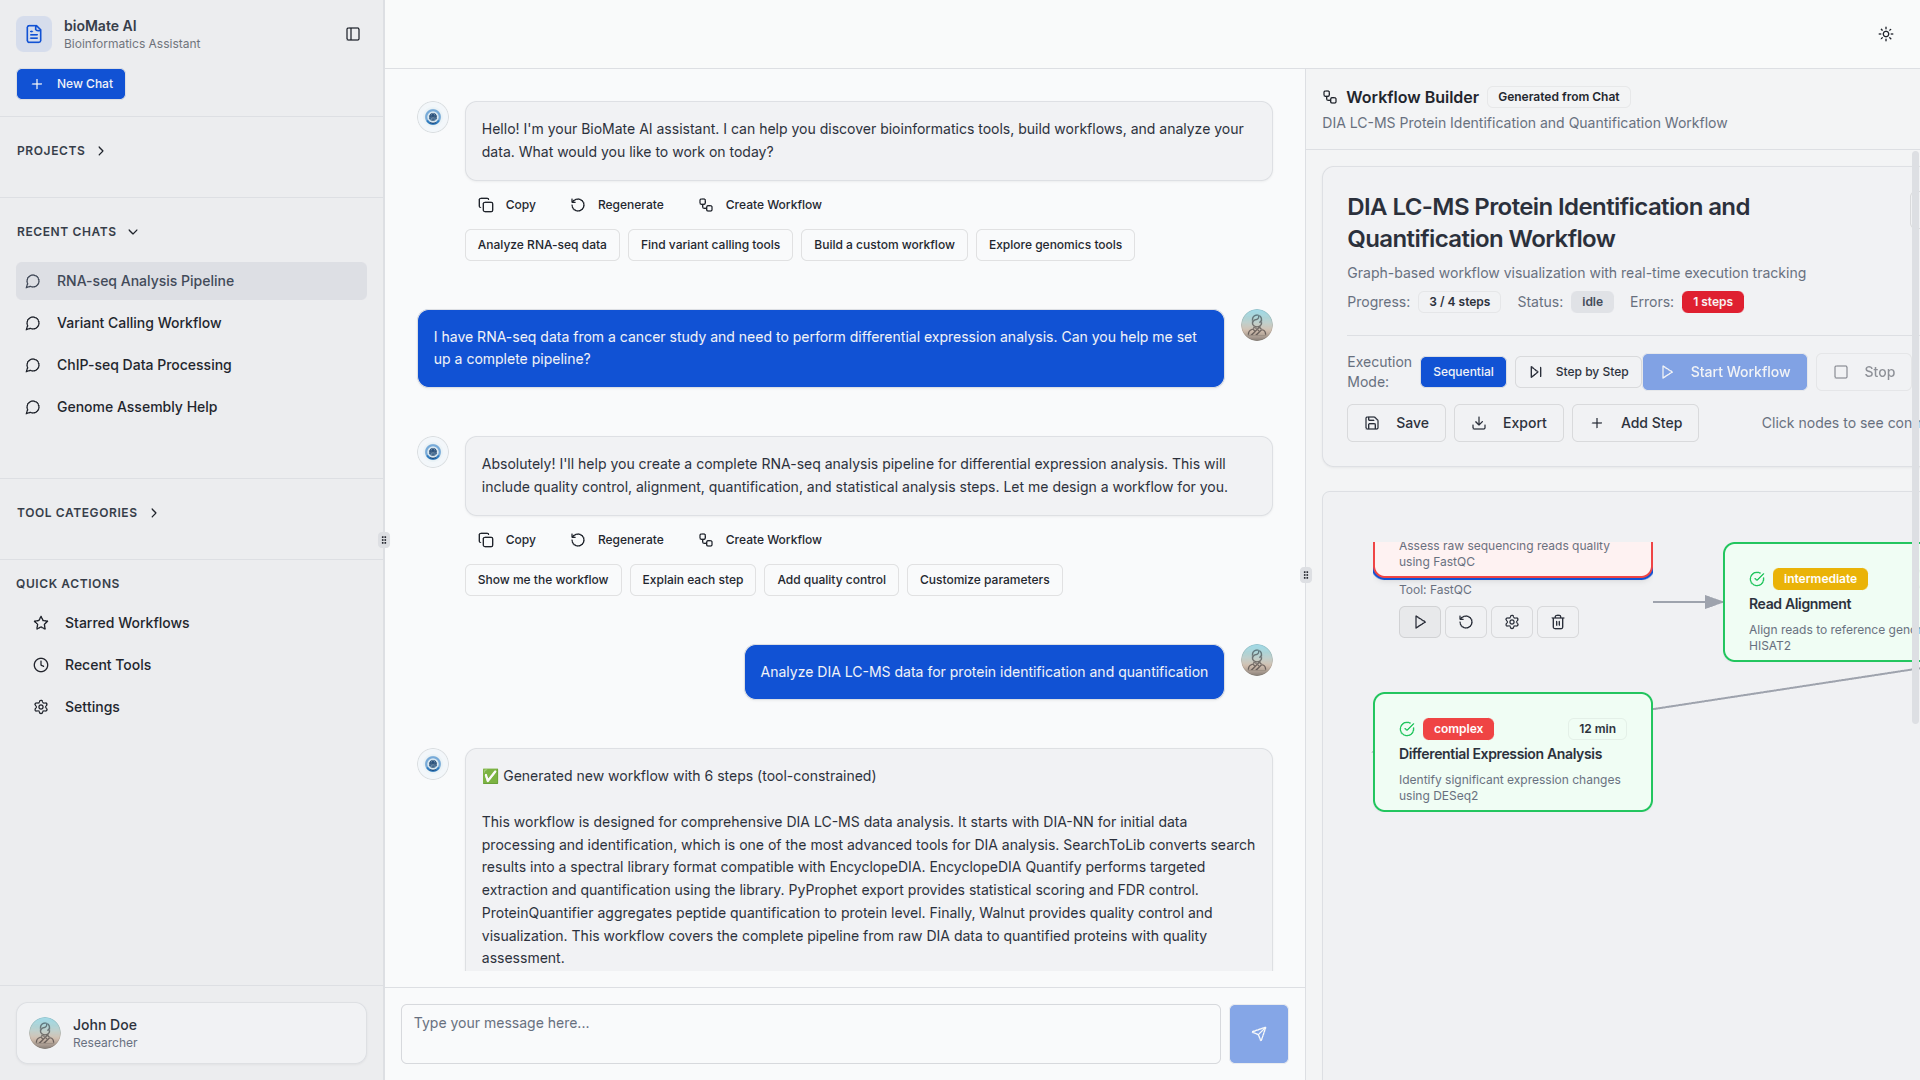 bioMate AI
Bioinformatics Assistant
New Chat
PROJECTS
RECENT CHATS
RNA-seq Analysis Pipeline
Variant Calling Workflow
ChIP-seq Data Processing
Genome Assembly Help
TOOL CATEGORIES
QUICK ACTIONS
Starred Workflows
Recent Tools
Settings
John Doe
Researcher
Hello! I'm your BioMate AI assistant. I can help you discover bioinformatics tools, build workflows, and analyze your
data. What would you like to work on today?
Copy Regenerate Create Workflow
Analyze RNA-seq data Find variant calling tools Build a custom workflow Explore genomics tools
I have RNA-seq data from a cancer study and need to perform differential expression analysis. Can you help me set
up a complete pipeline?
Absolutely! I'll help you create a complete RNA-seq analysis pipeline for differential expression analysis. This will
include quality control, alignment, quantification, and statistical analysis steps. Let me design a workflow for you.
Copy Regenerate Create Workflow
Show me the workflow Explain each step Add quality control Customize parameters
Analyze DIA LC-MS data for protein identification and quantification
✅ Generated new workflow with 6 steps (tool-constrained)
This workflow is designed for comprehensive DIA LC-MS data analysis. It starts with DIA-NN for initial data
processing and identification, which is one of the most advanced tools for DIA analysis. SearchToLib converts search
results into a spectral library format compatible with EncyclopeDIA. EncyclopeDIA Quantify performs targeted
extraction and quantification using the library. PyProphet export provides statistical scoring and FDR control.
ProteinQuantifier aggregates peptide quantification to protein level. Finally, Walnut provides quality control and
visualization. This workflow covers the complete pipeline from raw DIA data to quantified proteins with quality
assessment.
Type your message here...
Workflow Builder Generated from Chat
DIA LC-MS Protein Identification and Quantification Workflow
DIA LC-MS Protein Identification and
Quantification Workflow
Graph-based workflow visualization with real-time execution tracking
Progress: 3 / 4 steps Status: idle Errors: 1 steps
Execution
Mode: Sequential Step by Step Start Workflow Stop
Save Export Add Step Click nodes to see
Assess raw sequencing reads quality
using FastQC
Tool: FastQC
intermediate
Read Alignment
Align reads to reference
HISAT2
complex 12 min
Differential Expression Analysis
Identify significant expression changes
using DESeq2